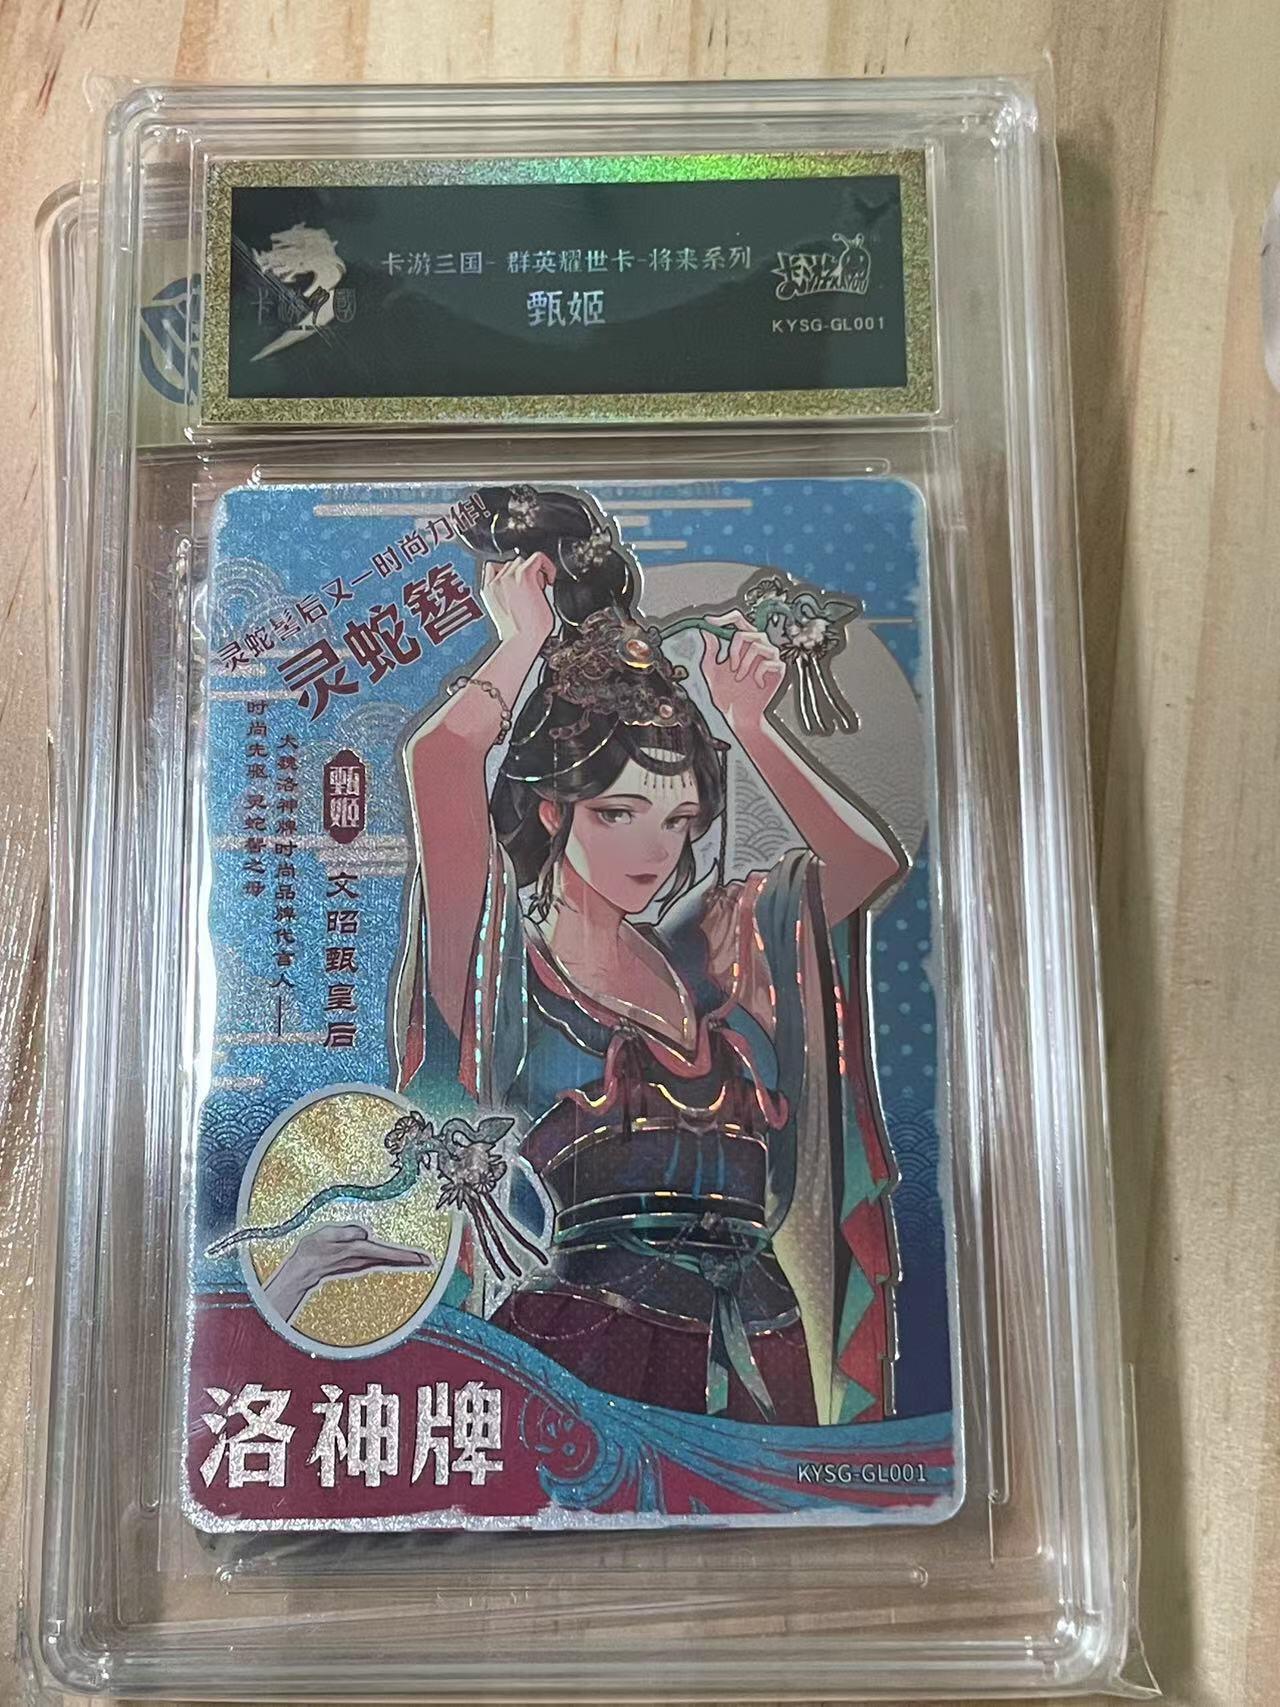 卡游三国-群英耀世卡-将来系列
甄姬
卡游
KAYOU
KYSG-GL001
灵蛇髻后又一时尚力作!
灵蛇簪
甄姬
文昭甄皇后
大魏洛神牌时尚品牌代言人——
时尚先驱灵蛇髻之母
洛神牌
KYSG-GL001